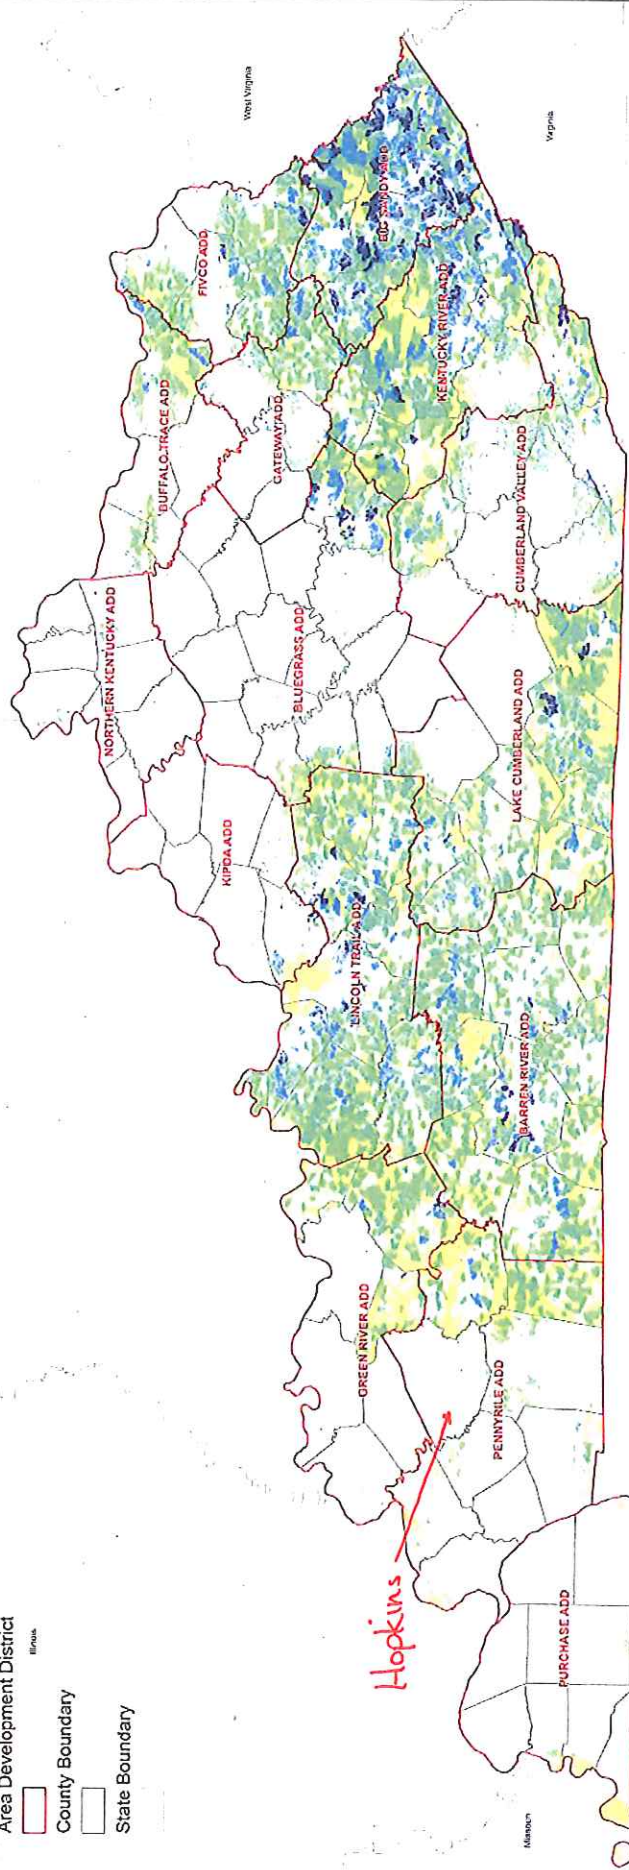 Area Development District
County Boundary
State Boundary
Illinois
West Virginia
Virginia
Missouri
FIVCO ADD
BIG SANDY ADD
BUFFALO TRACE ADD
GATEWAY ADD
KENTUCKY RIVER ADD
CUMBERLAND VALLEY ADD
NORTHERN KENTUCKY ADD
BLUEGRASS ADD
LAKE CUMBERLAND ADD
KIPDA ADD
LINCOLN TRAIL ADD
BARREN RIVER ADD
GREEN RIVER ADD
PENNYRILE ADD
Hopkins
PURCHASE ADD